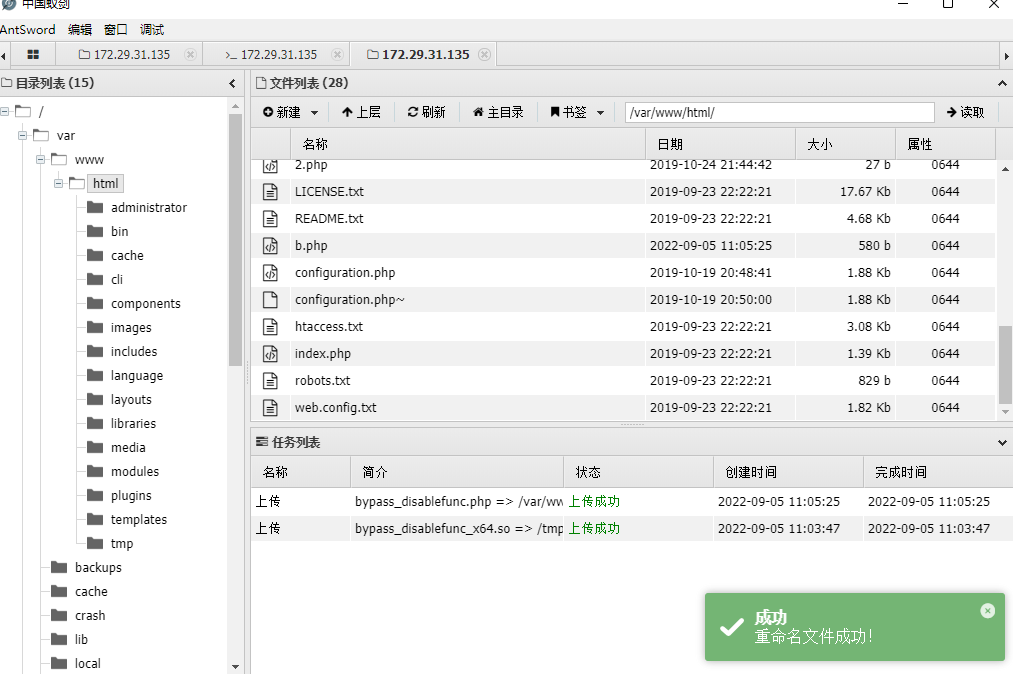 中国蚁剑
AntSword 编辑 窗口 调试
172.29.31.135 >_ 172.29.31.135 172.29.31.135
目录列表 (15)
/
var
www
html
administrator
bin
cache
cli
components
images
includes
language
layouts
libraries
media
modules
plugins
templates
tmp
backups
cache
crash
lib
local
文件列表 (28)
新建 上层 刷新 主目录 书签 /var/www/html/ 读取
名称 日期 大小 属性
2.php 2019-10-24 21:44:42 27 b 0644
LICENSE.txt 2019-09-23 22:22:21 17.67 Kb 0644
README.txt 2019-09-23 22:22:21 4.68 Kb 0644
b.php 2022-09-05 11:05:25 580 b 0644
configuration.php 2019-10-19 20:48:41 1.88 Kb 0644
configuration.php~ 2019-10-19 20:50:00 1.88 Kb 0644
htaccess.txt 2019-09-23 22:22:21 3.08 Kb 0644
index.php 2019-09-23 22:22:21 1.39 Kb 0644
robots.txt 2019-09-23 22:22:21 829 b 0644
web.config.txt 2019-09-23 22:22:21 1.82 Kb 0644
任务列表
名称 简介 状态 创建时间 完成时间
上传 bypass_disablefunc.php => /var/ww 上传成功 2022-09-05 11:05:25 2022-09-05 11:05:25
上传 bypass_disablefunc_x64.so => /tmp 上传成功 2022-09-05 11:03:47 2022-09-05 11:03:47
成功
重命名文件成功!